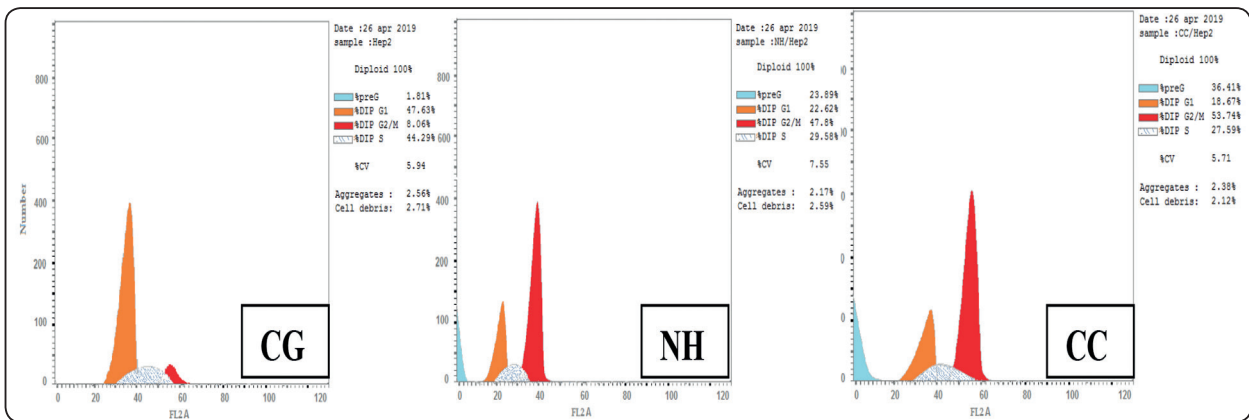 Date :26 apr 2019
sample :Hep2
Diploid 100%
%preG 1.81%
%DIP G1 47.63%
%DIP G2/M 8.06%
%DIP S 44.29%
%CV 5.94
Aggregates : 2.56%
Cell debris: 2.71%
Number
800
600
400
200
100
0
0 20 40 60 80 100 120
FL2A
CG
Date :26 apr 2019
sample :NH/Hep2
Diploid 100%
%preG 23.89%
%DIP G1 22.62%
%DIP G2/M 47.8%
%DIP S 29.58%
%CV 7.55
Aggregates : 2.17%
Cell debris: 2.59%
800
600
400
200
100
0
0 20 40 60 80 100 120
FL2A
NH
Date :26 apr 2019
sample :CC/Hep2
Diploid 100%
%preG 36.41%
%DIP G1 18.67%
%DIP G2/M 53.74%
%DIP S 27.59%
%CV 5.71
Aggregates : 2.38%
Cell debris: 2.12%
0 20 40 60 80 100 120
FL2A
CC